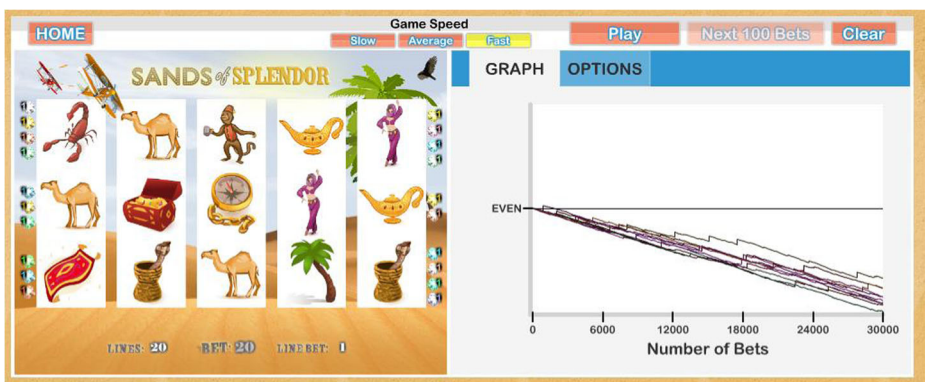 Game Speed
HOME
Slow Average Fast
Play Next 100 Bets Clear
SANDS of SPLENDOR
GRAPH OPTIONS
EVEN
LINES: 20 BET: 20 LINE BET: 1
0 6000 12000 18000 24000 30000
Number of Bets